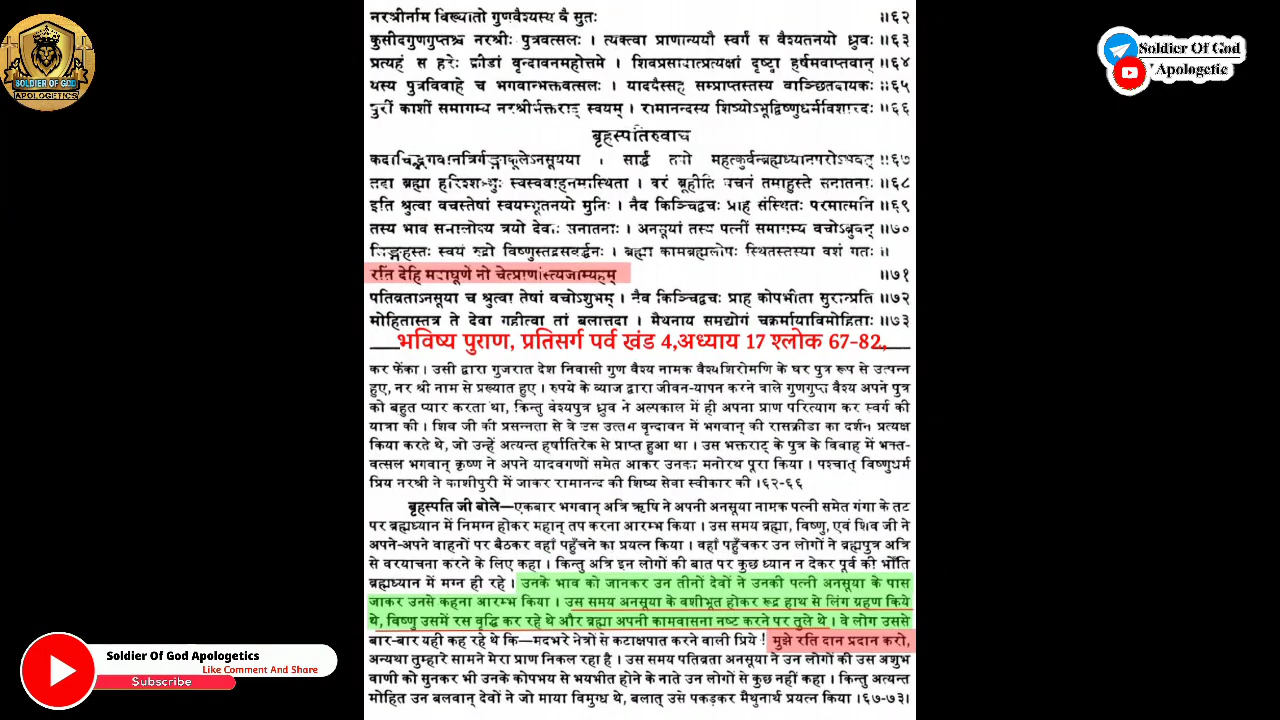 SOLDIER OF GOD
APOLOGETICS
Soldier Of God
Apologetic
नरश्रीर्नाम विख्यातो गुणवैश्यस्य वै सुतः ॥६२
कुसीदगुणगुप्तश्च नरश्रीः पुत्रवत्सलः । त्यक्त्वा प्राणान्ययौ स्वर्गं स वैश्यतनयो ध्रुवः ॥६३
प्रत्यहं स हरेः क्रीडां वृन्दावनमहोत्तमे । शिवप्रसादात्प्रत्यक्षां दृष्ट्वा हर्षमवाप्तवान् ॥६४
यस्य पुत्रविवाहे च भगवान्भक्तवत्सलः । यादवैस्सह सम्प्राप्तस्तस्य वाञ्छितदायकः ॥६५
पुरीं काशीं समागम्य नरश्रीर्भक्तराट् स्वयम् । रामानन्दस्य शिष्योऽभूद्विष्णुधर्मविशारदः ॥६६
बृहस्पतिरुवाच
कदाचिद्भगवानत्रिर्गङ्गाकूलेऽनसूयया । सार्द्धं तपो महत्कुर्वन्ब्रह्मध्यानपरोऽभवत् ॥६७
तदा ब्रह्मा हरिश्शम्भुः स्वस्ववाहनमास्थिता । वरं ब्रूहीति वचनं तमाहुस्ते सनातनाः ॥६८
इति श्रुत्वा वचस्तेषां स्वयम्भूतनयो मुनिः । नैव किञ्चिद्वचः प्राह संस्थितः परमात्मनि ॥६९
तस्य भावं समालोक्य त्रयो देवाः सनातनाः । अनसूयां तस्य पत्नीं समागम्य वचोऽब्रुवन् ॥७०
लिङ्गहस्तः स्वयं रुद्रो विष्णुस्तद्रसवर्द्धनः । ब्रह्मा कामब्रह्मलोपः स्थितस्तस्या वशं गतः ॥
रतिं देहि मदाघूर्णे नो चेत्प्राणांस्त्यजाम्यहम् ॥७१
पतिव्रताऽनसूया च श्रुत्वा तेषां वचोऽशुभम् । नैव किञ्चिद्वचः प्राह कोपभीता सुरान्प्रति ॥७२
मोहितास्तत्र ते देवा गृहीत्वा तां बलात्तदा । मैथुनाय समुद्योगं चक्रुर्मायाविमोहिताः ॥७३
भविष्य पुराण, प्रतिसर्ग पर्व खंड 4,अध्याय 17 श्लोक 67-82,
कर फेंका । उसी द्वारा गुजरात देश निवासी गुण वैश्य नामक वैश्यशिरोमणि के घर पुत्र रूप से उत्पन्न
हुए, नर श्री नाम से प्रख्यात हुए । रुपये के व्याज द्वारा जीवन-यापन करने वाले गुणगुप्त वैश्य अपने पुत्र
को बहुत प्यार करता था, किन्तु वेश्यपुत्र ध्रुव ने अल्पकाल में ही अपना प्राण परित्याग कर स्वर्ग की
यात्रा की । शिव जी की प्रसन्नता से वे उस उत्तम वृन्दावन में भगवान् की रासक्रीडा का दर्शन प्रत्यक्ष
किया करते थे, जो उन्हें अत्यन्त हर्षातिरेक से प्राप्त हुआ था । उस भक्तराट् के पुत्र के विवाह में भक्त-
वत्सल भगवान् कृष्ण ने अपने यादवगणों समेत आकर उनका मनोरथ पूरा किया । पश्चात् विष्णुधर्म
प्रिय नरश्री ने काशीपुरी में जाकर रामानन्द की शिष्य सेवा स्वीकार की ।६२-६६
बृहस्पति जी बोले—एकबार भगवान् अत्रि ऋषि ने अपनी अनसूया नामक पत्नी समेत गंगा के तट
पर ब्रह्मध्यान में निमग्न होकर महान् तप करना आरम्भ किया । उस समय ब्रह्मा, विष्णु, एवं शिव जी ने
अपने-अपने वाहनों पर बैठकर वहाँ पहुँचने का प्रयत्न किया । वहाँ पहुँचकर उन लोगों ने ब्रह्मपुत्र अत्रि
से वरयाचना करने के लिए कहा । किन्तु अत्रि इन लोगों की बात पर कुछ ध्यान न देकर पूर्व की भाँति
ब्रह्मध्यान में मग्न ही रहे । उनके भाव को जानकर उन तीनों देवों ने उनकी पत्नी अनसूया के पास
जाकर उनसे कहना आरम्भ किया । उस समय अनसूया के वशीभूत होकर रूद्र हाथ से लिंग ग्रहण किये
थे, विष्णु उसमें रस वृद्धि कर रहे थे और ब्रह्मा अपनी कामवासना नष्ट करने पर तुले थे । वे लोग उससे
बार-बार यही कह रहे थे कि—मदभरे नेत्रों से कटाक्षपात करने वाली प्रिये ! मुझे रति दान प्रदान करो,
अन्यथा तुम्हारे सामने मेरा प्राण निकल रहा है । उस समय पतिव्रता अनसूया ने उन लोगों की उस अशुभ
वाणी को सुनकर भी उनके कोपभय से भयभीत होने के नाते उन लोगों से कुछ नहीं कहा । किन्तु अत्यन्त
मोहित उन बलवान् देवों ने जो माया विमुग्ध थे, बलात् उसे पकड़कर मैथुनार्थ प्रयत्न किया ।६७-७३।
Soldier Of God Apologetics
Like Comment And Share
Subscribe